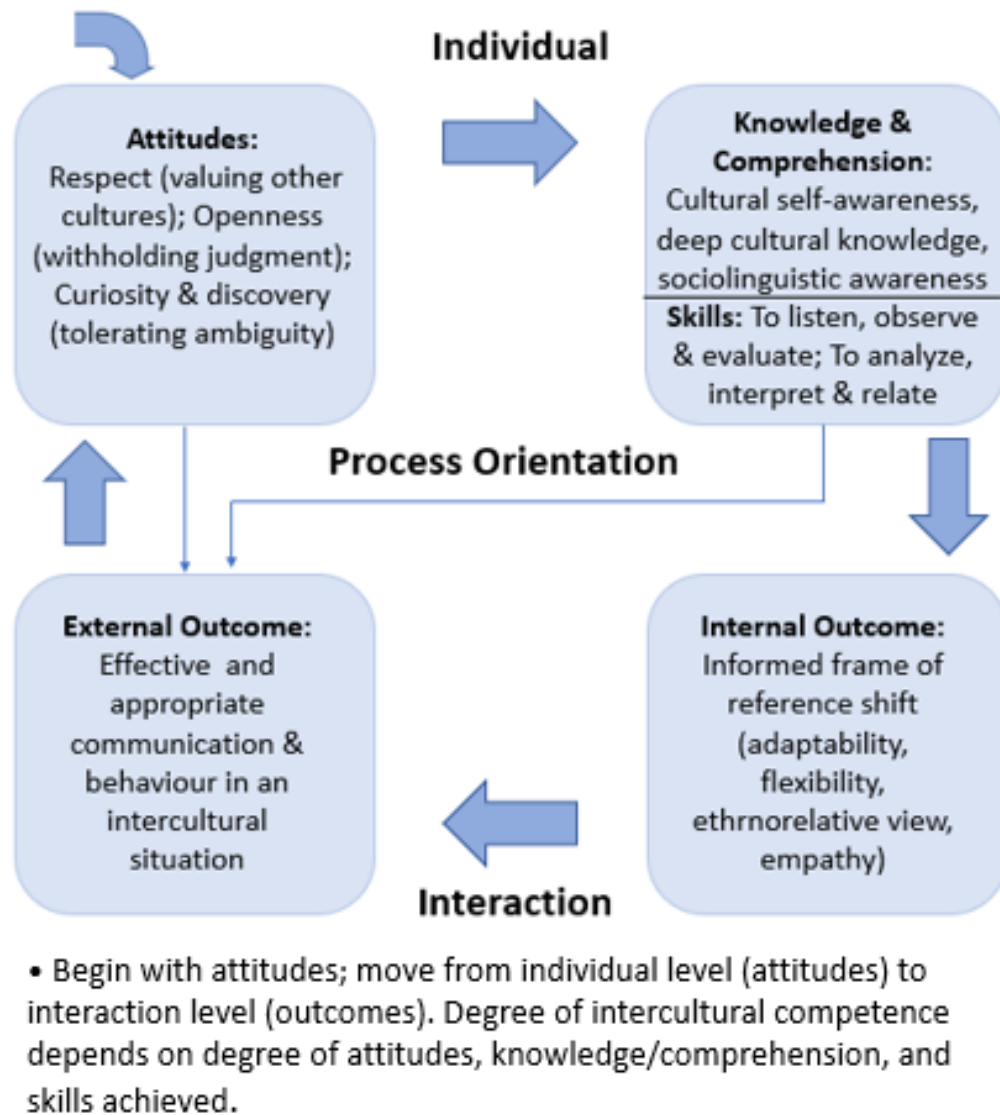 Individual
Attitudes:
Respect (valuing other
cultures); Openness
(withholding judgment);
Curiosity & discovery
(tolerating ambiguity)
Knowledge &
Comprehension:
Cultural self-awareness,
deep cultural knowledge,
sociolinguistic awareness
Skills: To listen, observe
& evaluate; To analyze,
interpret & relate
Process Orientation
External Outcome:
Effective and
appropriate
communication &
behaviour in an
intercultural
situation
Internal Outcome:
Informed frame of
reference shift
(adaptability,
flexibility,
ethrnorelative view,
empathy)
Interaction
• Begin with attitudes; move from individual level (attitudes) to
interaction level (outcomes). Degree of intercultural competence
depends on degree of attitudes, knowledge/comprehension, and
skills achieved.